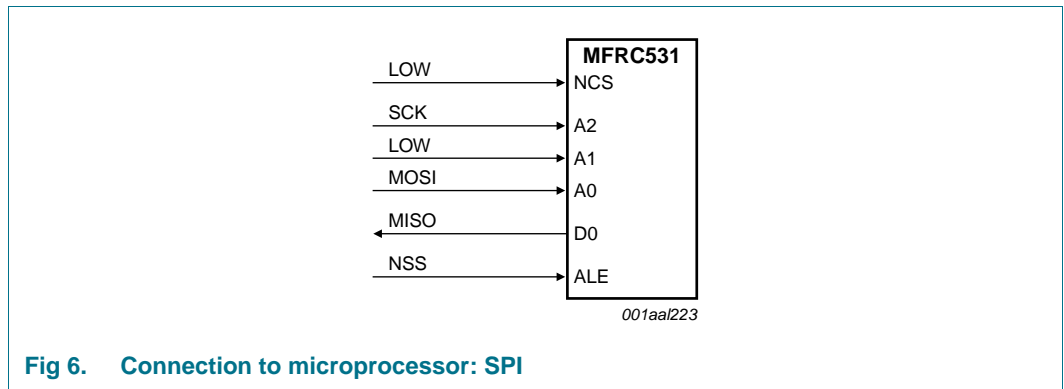 MFRC531
LOW
NCS
SCK
A2
LOW
A1
MOSI
A0
MISO
D0
NSS
ALE
001aal223
Fig 6. Connection to microprocessor: SPI